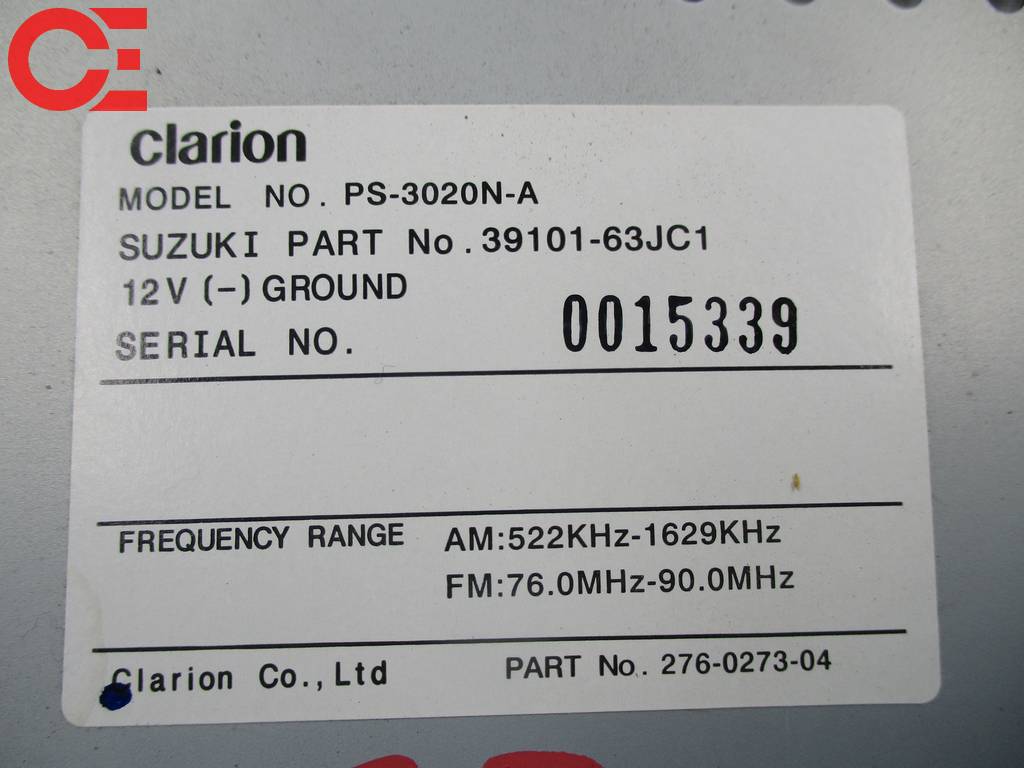 CE
clarion
MODEL NO. PS-3020N-A
SUZUKI PART No. 39101-63JC1
12V (-) GROUND
SERIAL NO. 0015339
FREQUENCY RANGE AM:522KHz-1629KHz
FM:76.0MHz-90.0MHz
Clarion Co.,Ltd PART No. 276-0273-04